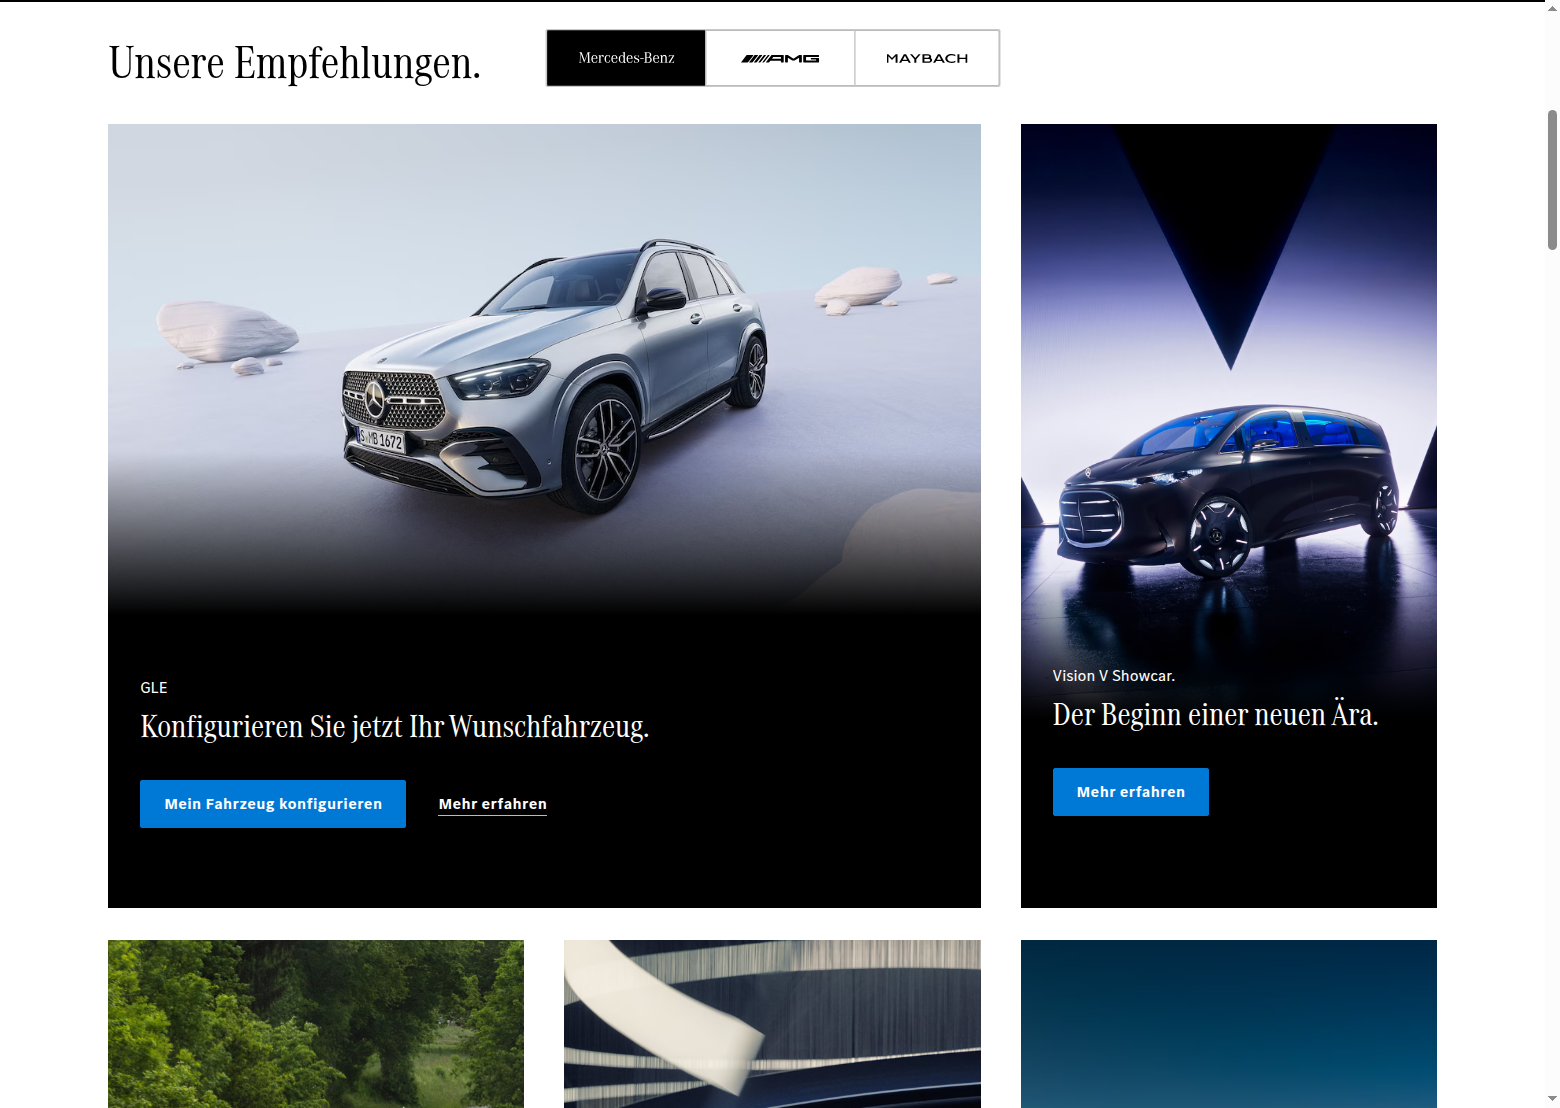 Unsere Empfehlungen.
Mercedes-Benz
AMG
MAYBACH
S MB 1672
GLE
Konfigurieren Sie jetzt Ihr Wunschfahrzeug.
Mein Fahrzeug konfigurieren
Mehr erfahren
Vision V Showcar.
Der Beginn einer neuen Ära.
Mehr erfahren